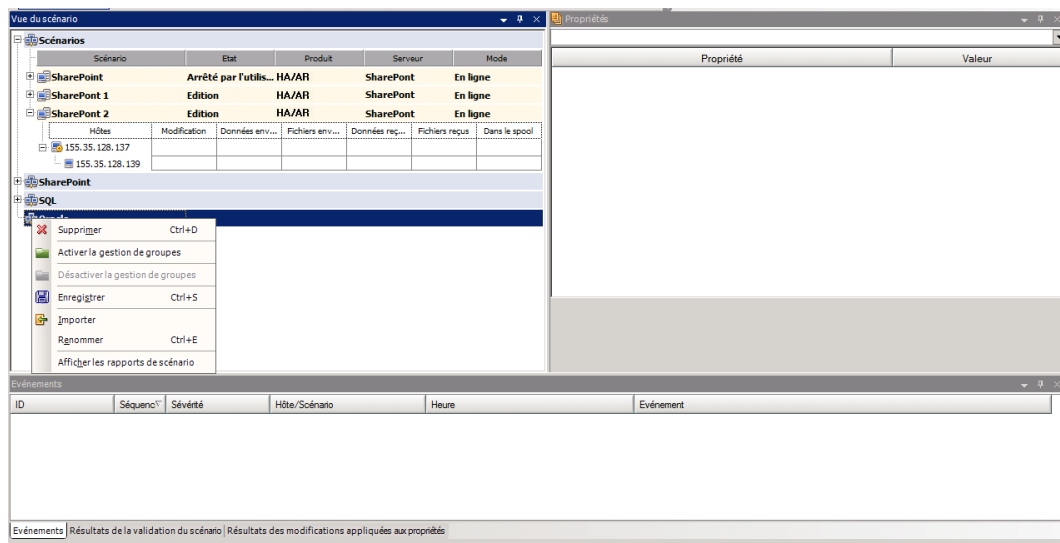 Vue du scénario
Propriétés
Scénarios
Scénario Etat Produit Serveur Mode
Propriété Valeur
SharePoint Arrêté par l'utilis... HA/AR SharePont En ligne
SharePont 1 Edition HA/AR SharePont En ligne
SharePont 2 Edition HA/AR SharePont En ligne
Hôtes Modification Données env... Fichiers env... Données reç... Fichiers reçus Dans le spool
155.35.128.137
155.35.128.139
SharePoint
SQL
Supprimer Ctrl+D
Activer la gestion de groupes
Désactiver la gestion de groupes
Enregistrer Ctrl+S
Importer
Renommer Ctrl+E
Afficher les rapports de scénario
Evénements
ID Séquenc Sévérité Hôte/Scénario Heure Evénement
Evénements Résultats de la validation du scénario Résultats des modifications appliquées aux propriétés